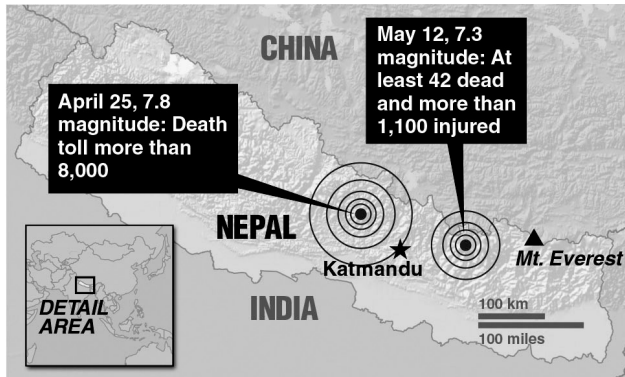 CHINA
May 12, 7.3
magnitude: At
least 42 dead
and more than
1,100 injured
April 25, 7.8
magnitude: Death
toll more than
8,000
NEPAL
Katmandu
Mt. Everest
INDIA
DETAIL
AREA
100 km
100 miles